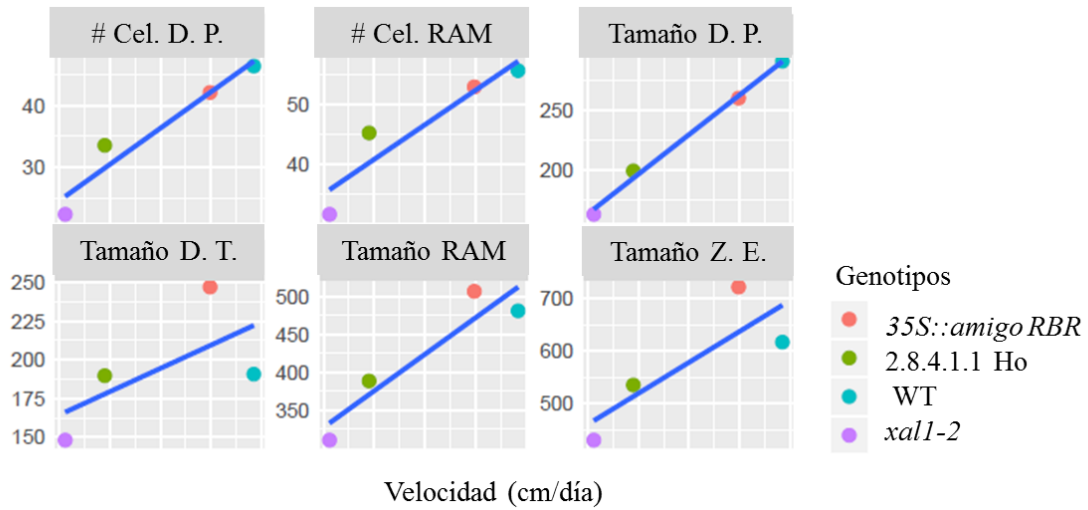 # Cel. D. P.
# Cel. RAM
Tamaño D. P.
40
30
50
40
250
200
Tamaño D. T.
Tamaño RAM
Tamaño Z. E.
250
225
200
175
150
500
450
400
350
700
600
500
Genotipos
35S::amigo RBR
2.8.4.1.1 Ho
WT
xal1-2
Velocidad (cm/día)